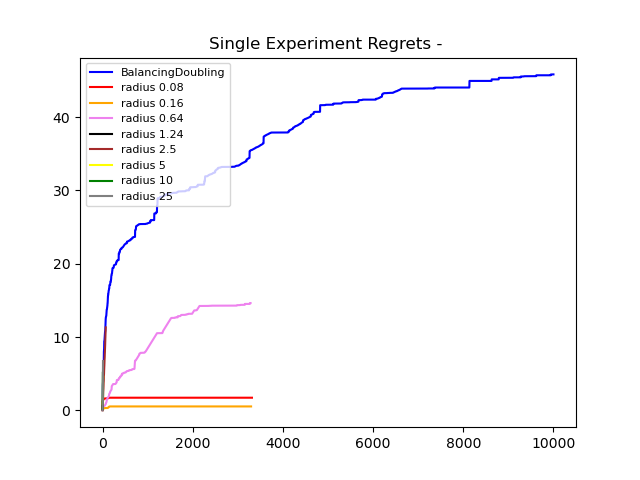 Single Experiment Regrets -
BalancingDoubling
radius 0.08
radius 0.16
radius 0.64
radius 1.24
radius 2.5
radius 5
radius 10
radius 25
40
30
20
10
0
0 2000 4000 6000 8000 10000